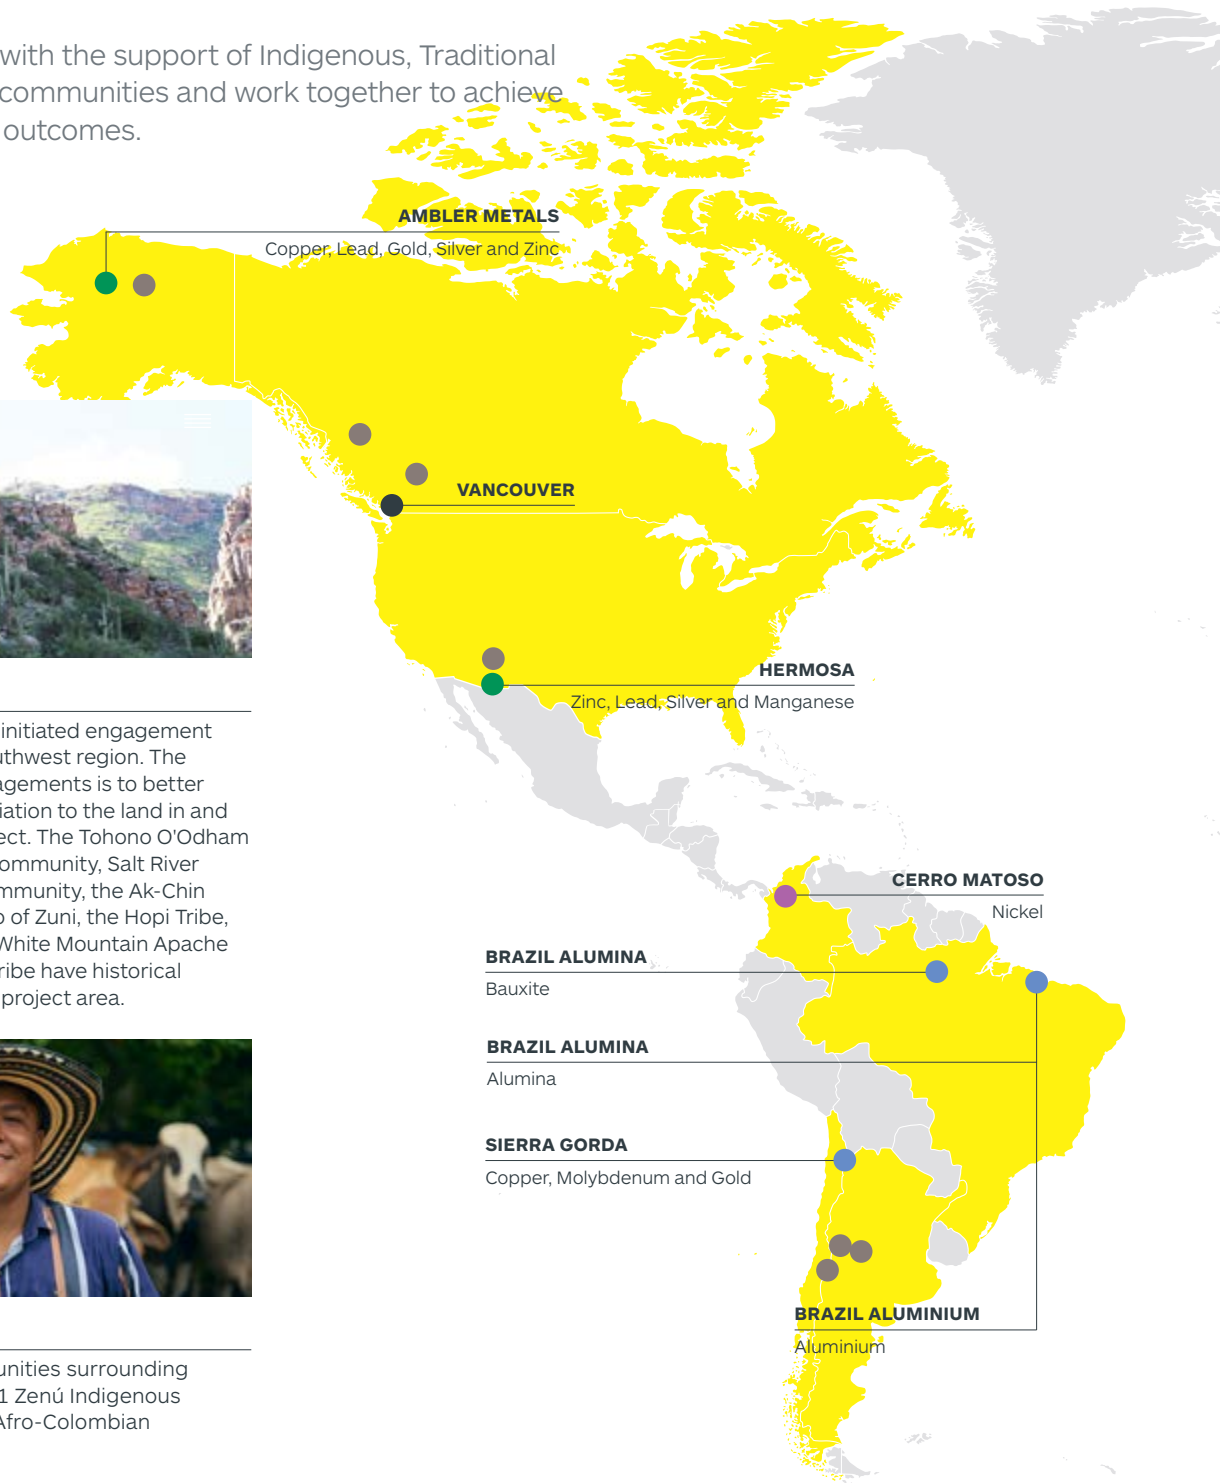 with the support of Indigenous, Traditional
communities and work together to achieve
outcomes.
AMBLER METALS
Copper, Lead, Gold, Silver and Zinc
VANCOUVER
HERMOSA
Zinc, Lead, Silver and Manganese
initiated engagement
uthwest region. The
agements is to better
iation to the land in and
ect. The Tohono O'Odham
ommunity, Salt River
mmunity, the Ak-Chin
o of Zuni, the Hopi Tribe,
White Mountain Apache
ribe have historical
project area.
CERRO MATOSO
Nickel
BRAZIL ALUMINA
Bauxite
BRAZIL ALUMINA
Alumina
SIERRA GORDA
Copper, Molybdenum and Gold
BRAZIL ALUMINIUM
Aluminium
unities surrounding
1 Zenú Indigenous
Afro-Colombian